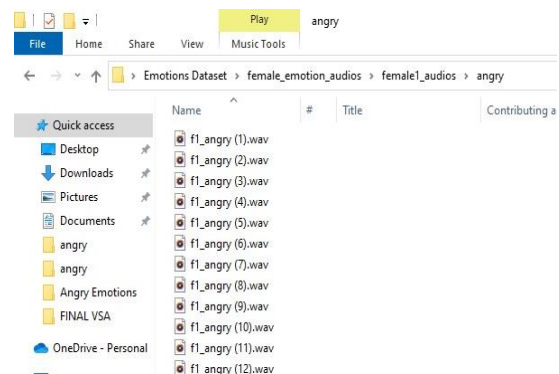 Play
angry
File
Home
Share
View
Music Tools
Emotions Dataset > female_emotion_audios > female1_audios > angry
Name
#
Title
Contributing a
Quick access
Desktop
Downloads
Pictures
Documents
angry
angry
Angry Emotions
FINAL VSA
OneDrive - Personal
f1_angry (1).wav
f1_angry (2).wav
f1_angry (3).wav
f1_angry (4).wav
f1_angry (5).wav
f1_angry (6).wav
f1_angry (7).wav
f1_angry (8).wav
f1_angry (9).wav
f1_angry (10).wav
f1_angry (11).wav
f1_angry (12).wav